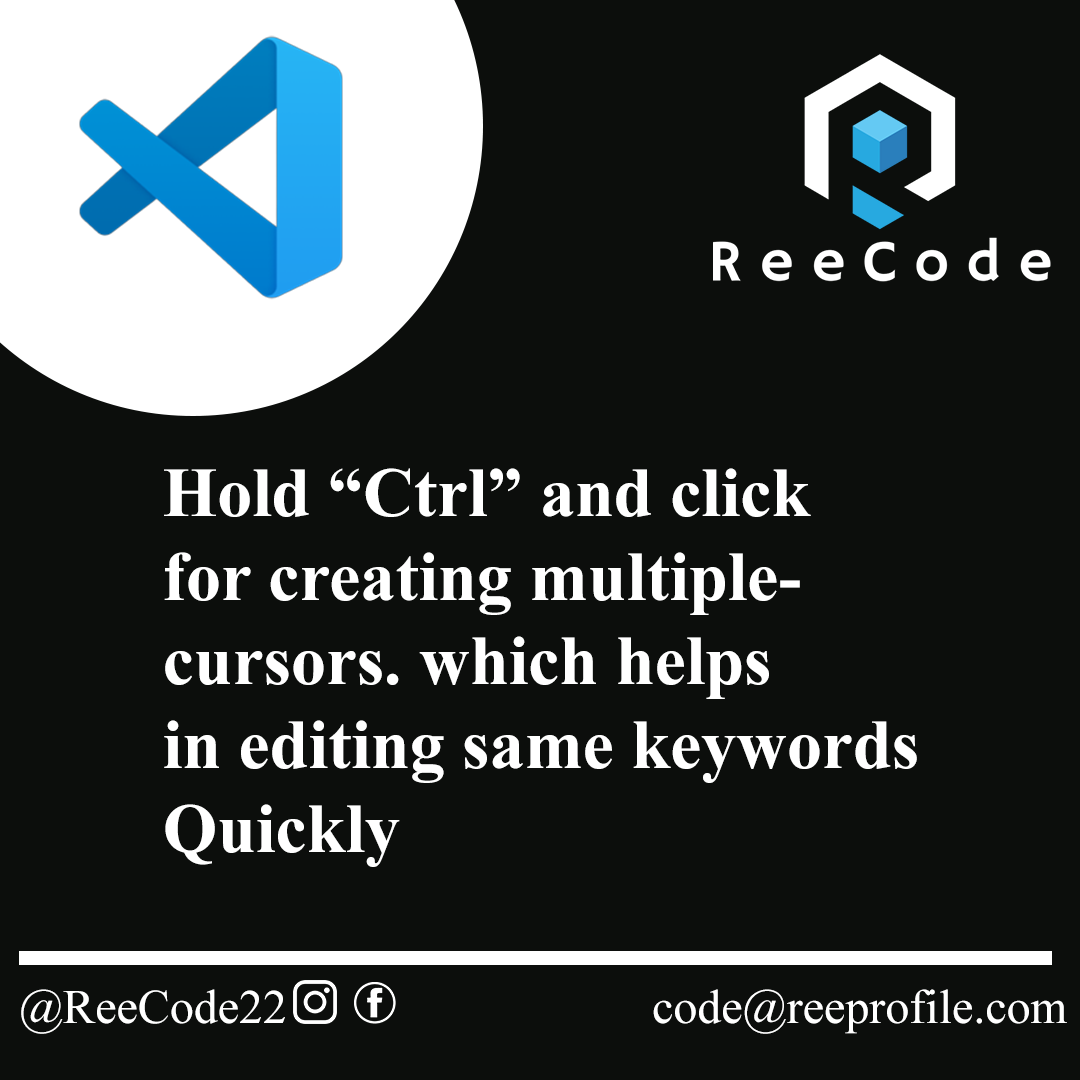 ReeCode
Hold “Ctrl” and click
for creating multiple-
cursors. which helps
in editing same keywords
Quickly
@ReeCode22
code@reeprofile.com